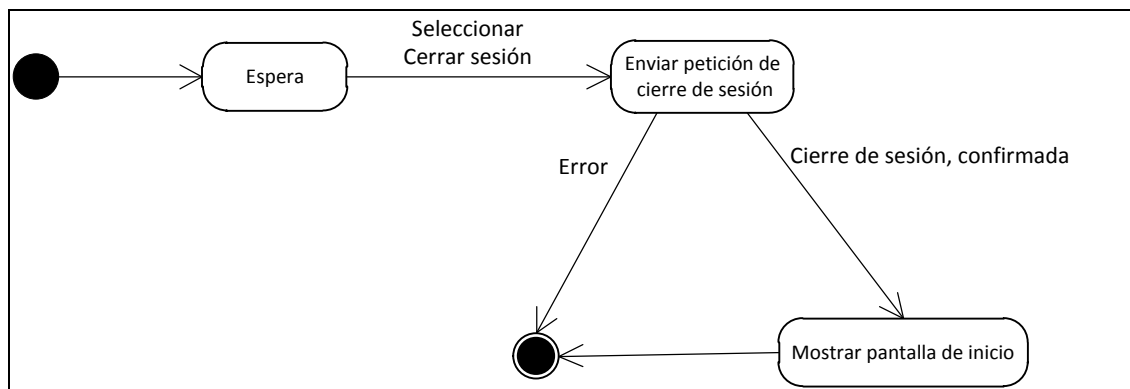 Seleccionar
Cerrar sesión
Espera
Enviar petición de
cierre de sesión
Error
Cierre de sesión, confirmada
Mostrar pantalla de inicio